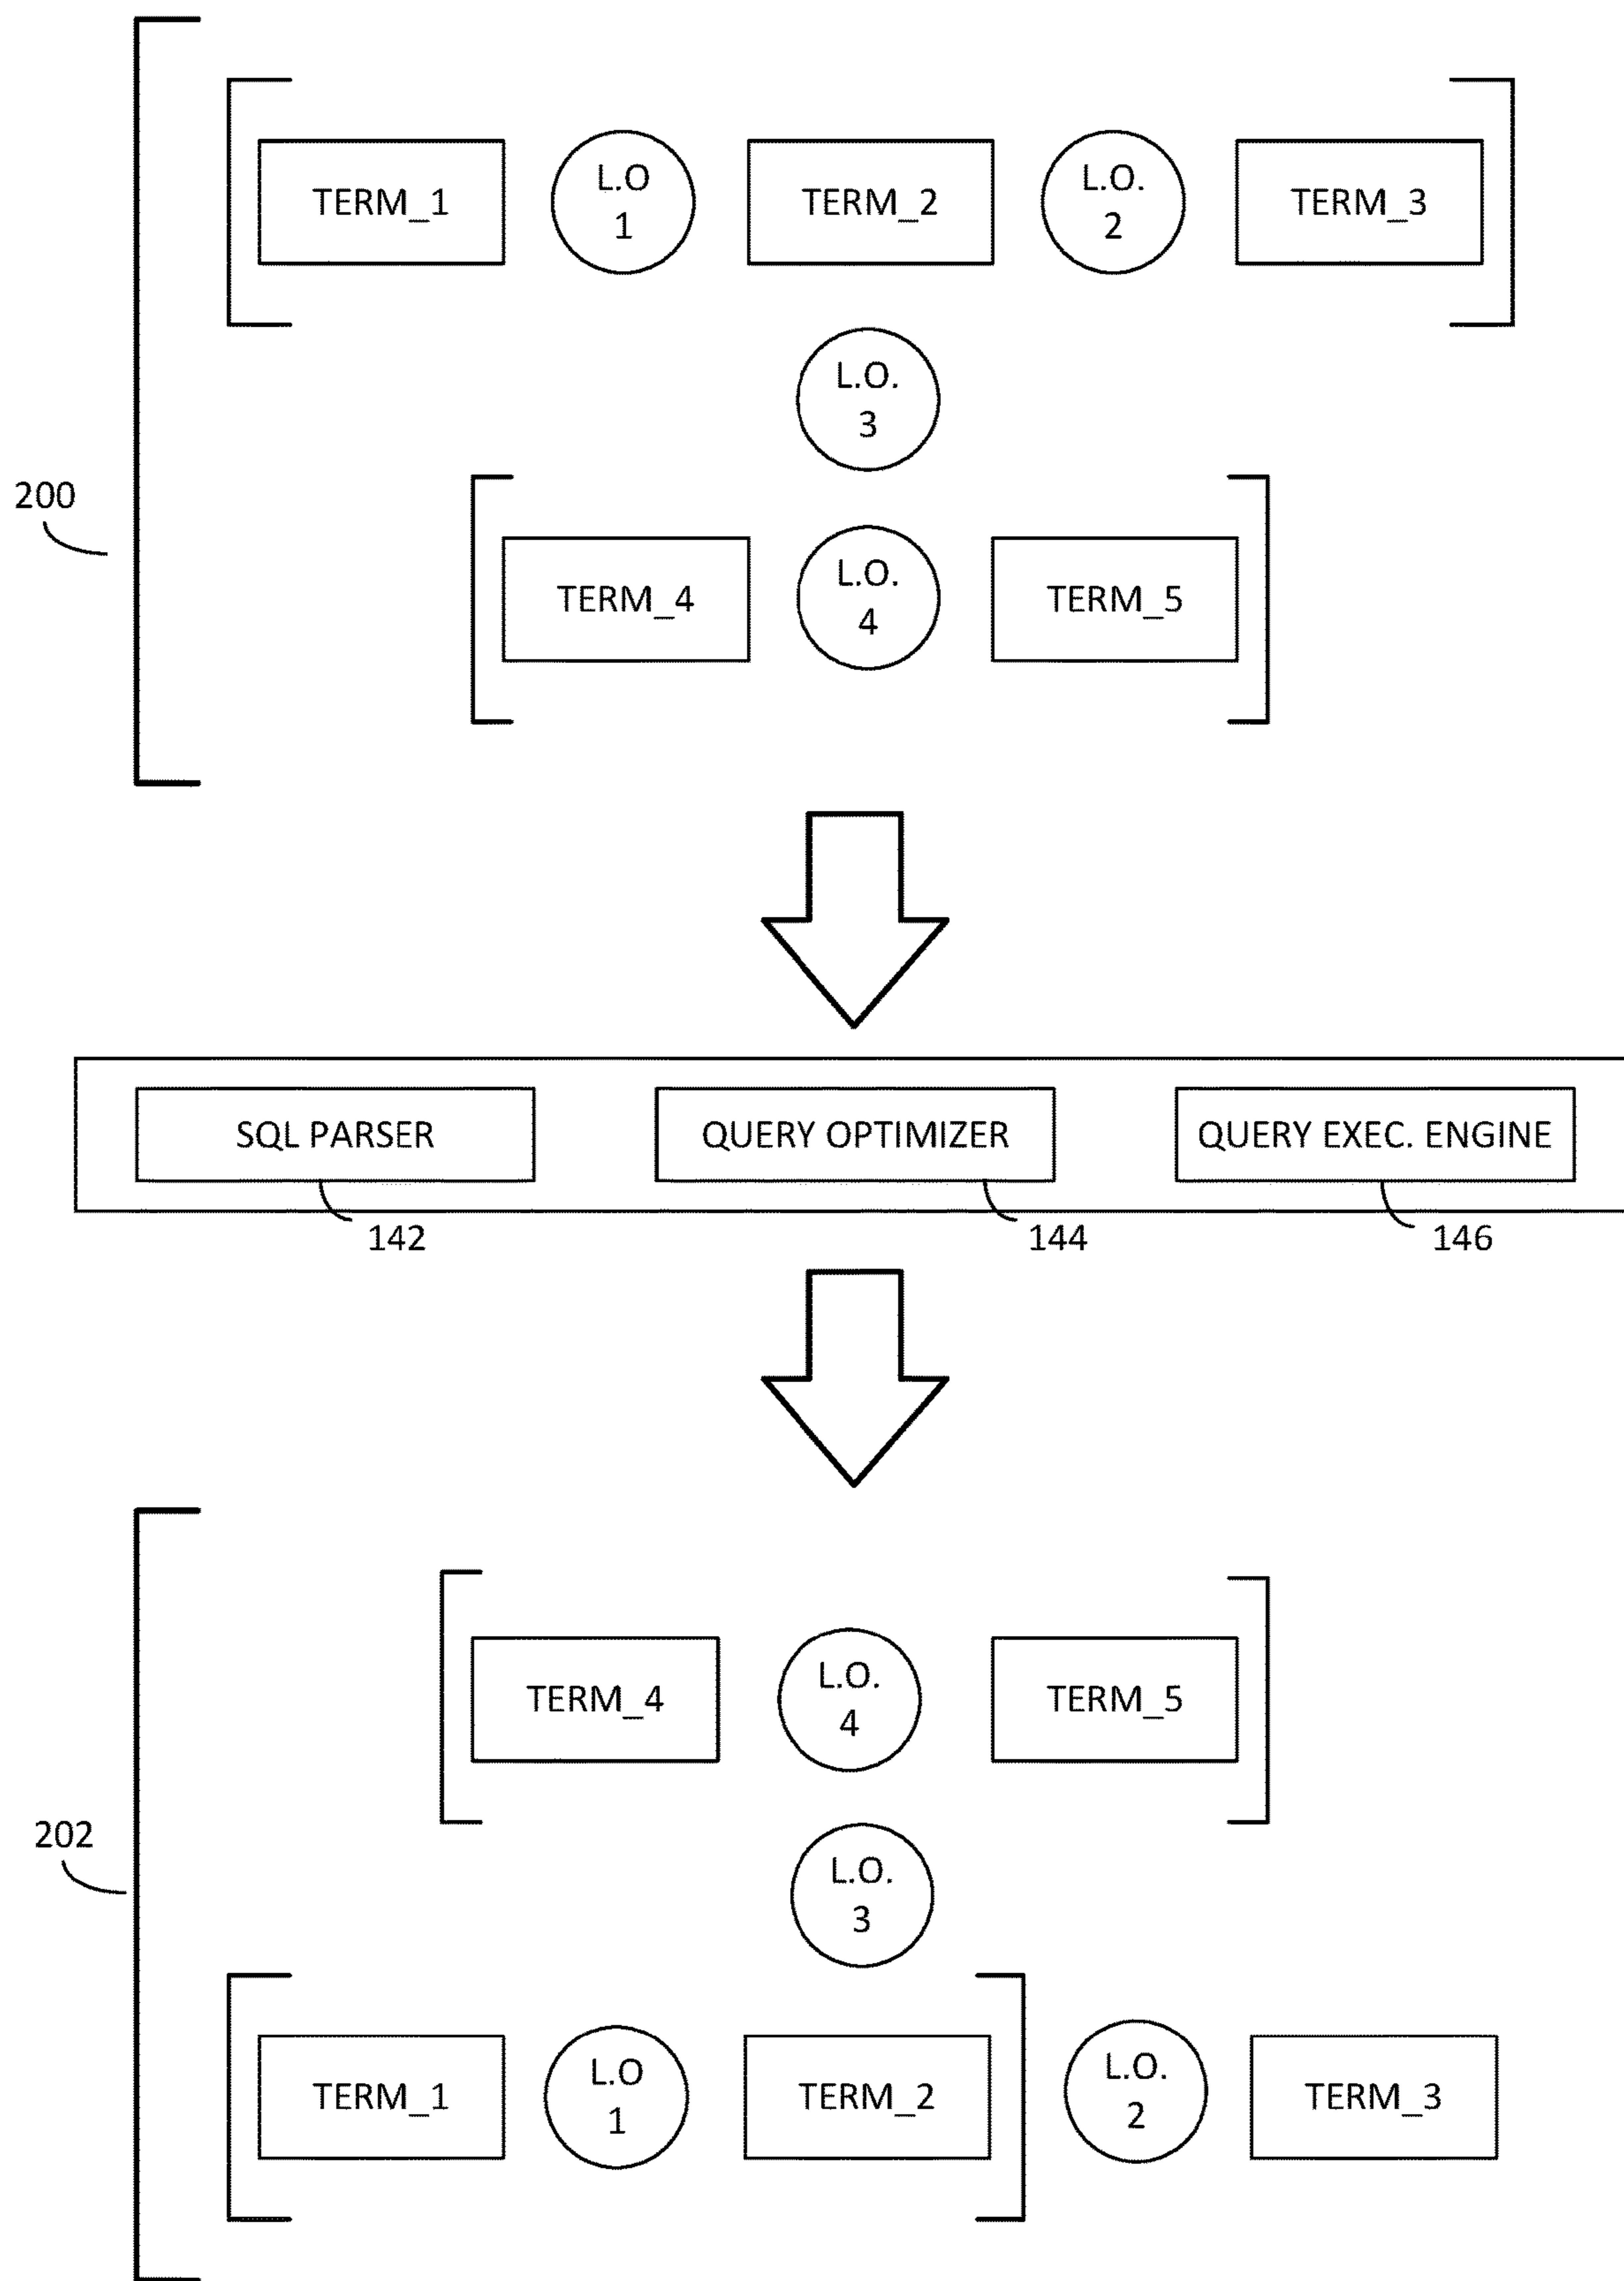 TERM_1
L.O
1
TERM_2
L.O.
2
TERM_3
L.O.
3
200
TERM_4
L.O.
4
TERM_5
SQL PARSER
QUERY OPTIMIZER
QUERY EXEC. ENGINE
142
144
146
TERM_4
L.O.
4
TERM_5
202
L.O.
3
TERM_1
L.O
1
TERM_2
L.O.
2
TERM_3